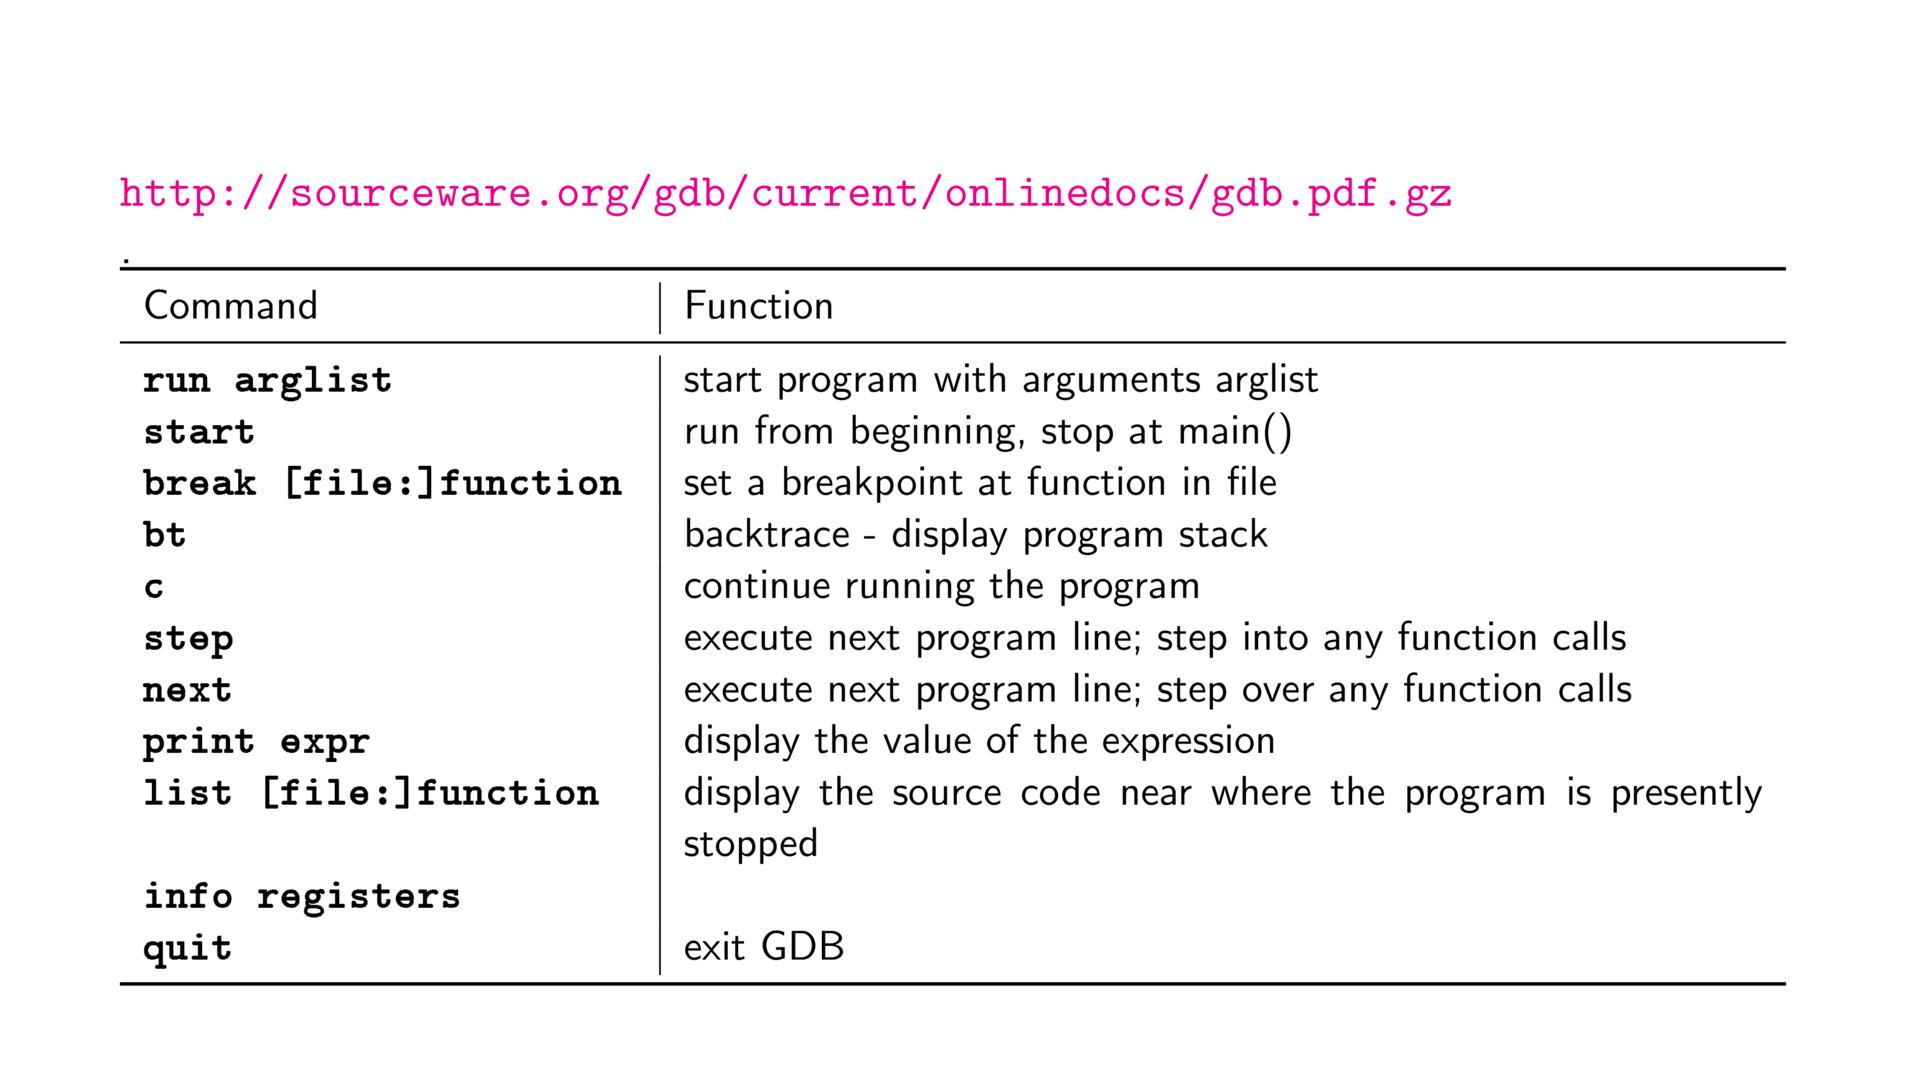 http://sourceware.org/gdb/current/onlinedocs/gdb.pdf.gz
.
Command Function
run arglist start program with arguments arglist
start run from beginning, stop at main()
break [file:]function set a breakpoint at function in file
bt backtrace - display program stack
c continue running the program
step execute next program line; step into any function calls
next execute next program line; step over any function calls
print expr display the value of the expression
list [file:]function display the source code near where the program is presently
stopped
info registers
quit exit GDB